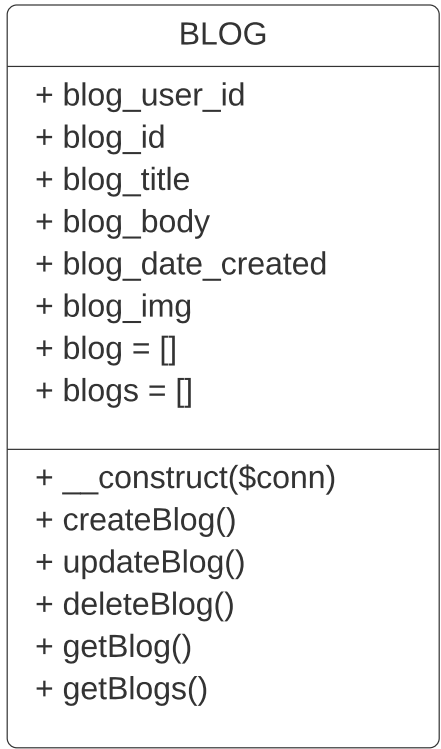 BLOG
+ blog_user_id
+ blog_id
+ blog_title
+ blog_body
+ blog_date_created
+ blog_img
+ blog = []
+ blogs = []
+ __construct($conn)
+ createBlog()
+ updateBlog()
+ deleteBlog()
+ getBlog()
+ getBlogs()